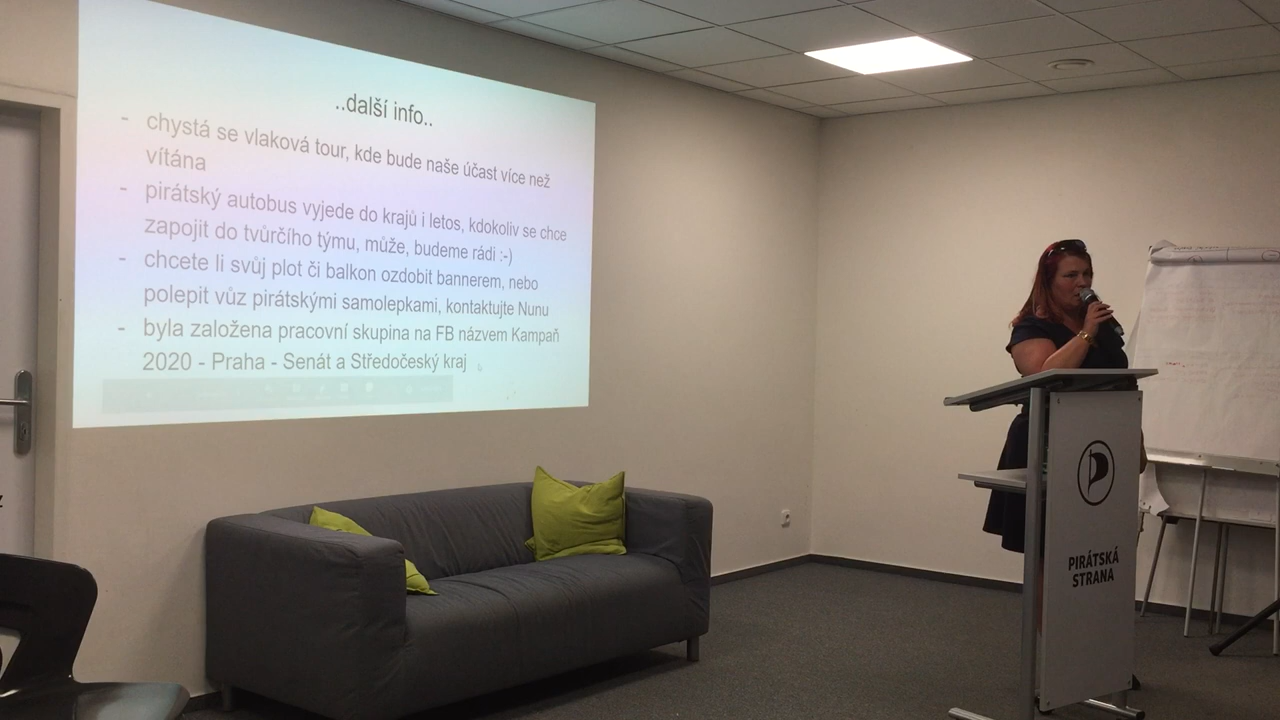 ..další info..
- chystá se vlaková tour, kde bude naše účast více než
vítána
- pirátský autobus vyjede do krajů i letos, kdokoliv se chce
zapojit do tvůrčího týmu, může, budeme rádi :-)
- chcete li svůj plot či balkon ozdobit bannerem, nebo
polepit vůz pirátskými samolepkami, kontaktujte Nunu
- byla založena pracovní skupina na FB názvem Kampaň
2020 - Praha - Senát a Středočeský kraj
PIRÁTSKÁ
STRANA